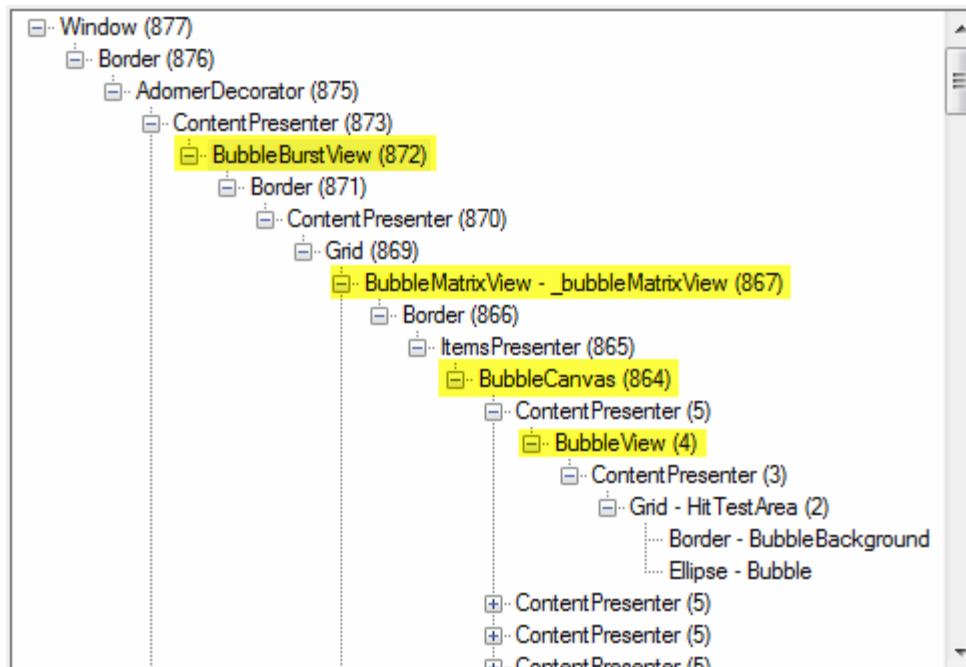 Window (877)
Border (876)
AdornerDecorator (875)
ContentPresenter (873)
BubbleBurstView (872)
Border (871)
ContentPresenter (870)
Grid (869)
BubbleMatrixView - _bubbleMatrixView (867)
Border (866)
ItemsPresenter (865)
BubbleCanvas (864)
ContentPresenter (5)
BubbleView (4)
ContentPresenter (3)
Grid - HitTestArea (2)
Border - BubbleBackground
Ellipse - Bubble
ContentPresenter (5)
ContentPresenter (5)
ContentPresenter (5)